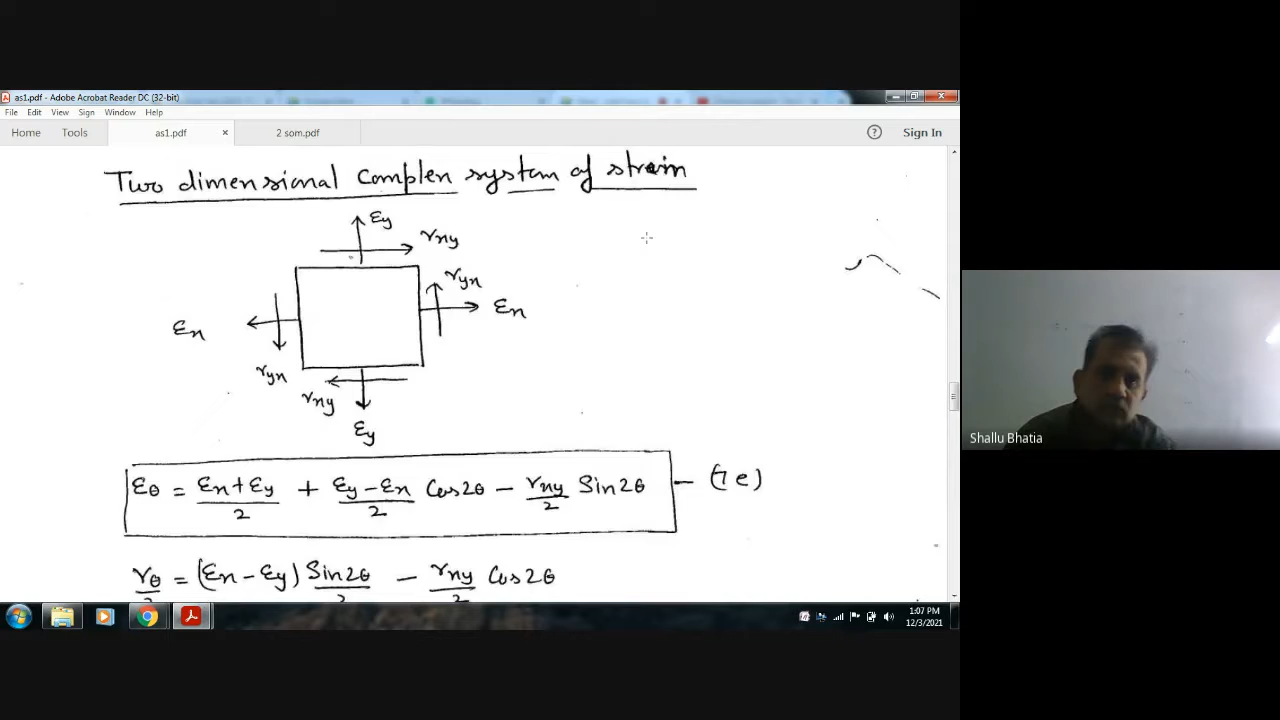 as1.pdf - Adobe Acrobat Reader DC (32-bit)
File Edit View Sign Window Help
Home Tools as1.pdf × 2 som.pdf ? Sign In
Two dimensional complex system of strain
εy
γxy
γyx
εx
εx
γyx
γxy
εy
εθ = εx+εy/2 + εy-εx/2 Cos2θ - γxy/2 Sin2θ - (7e)
γθ/2 = (εx-εy) Sin2θ/2 - γxy/2 Cos2θ
Shallu Bhatia
1:07 PM
12/3/2021